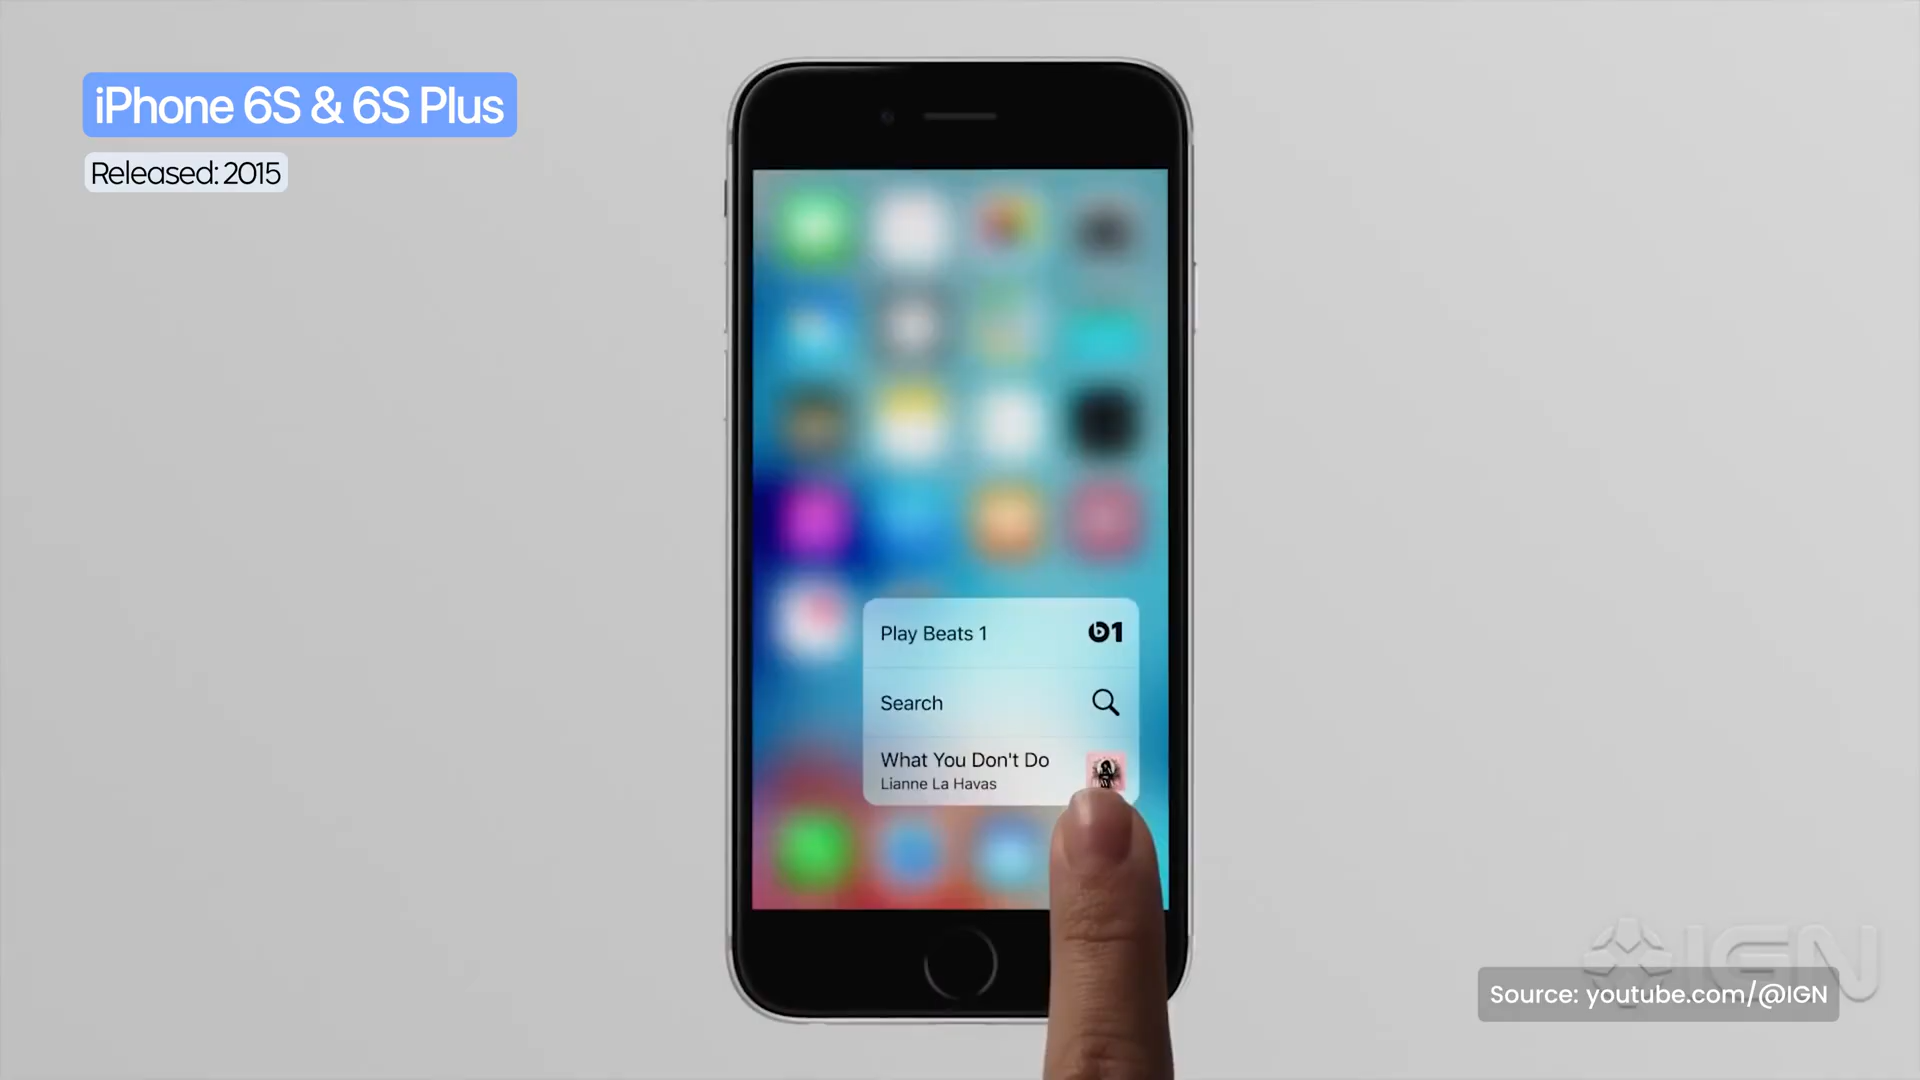 iPhone 6S & 6S Plus
Released: 2015
Play Beats 1
b1
Search
What You Don't Do
Lianne La Havas
IGN
Source: youtube.com/@IGN